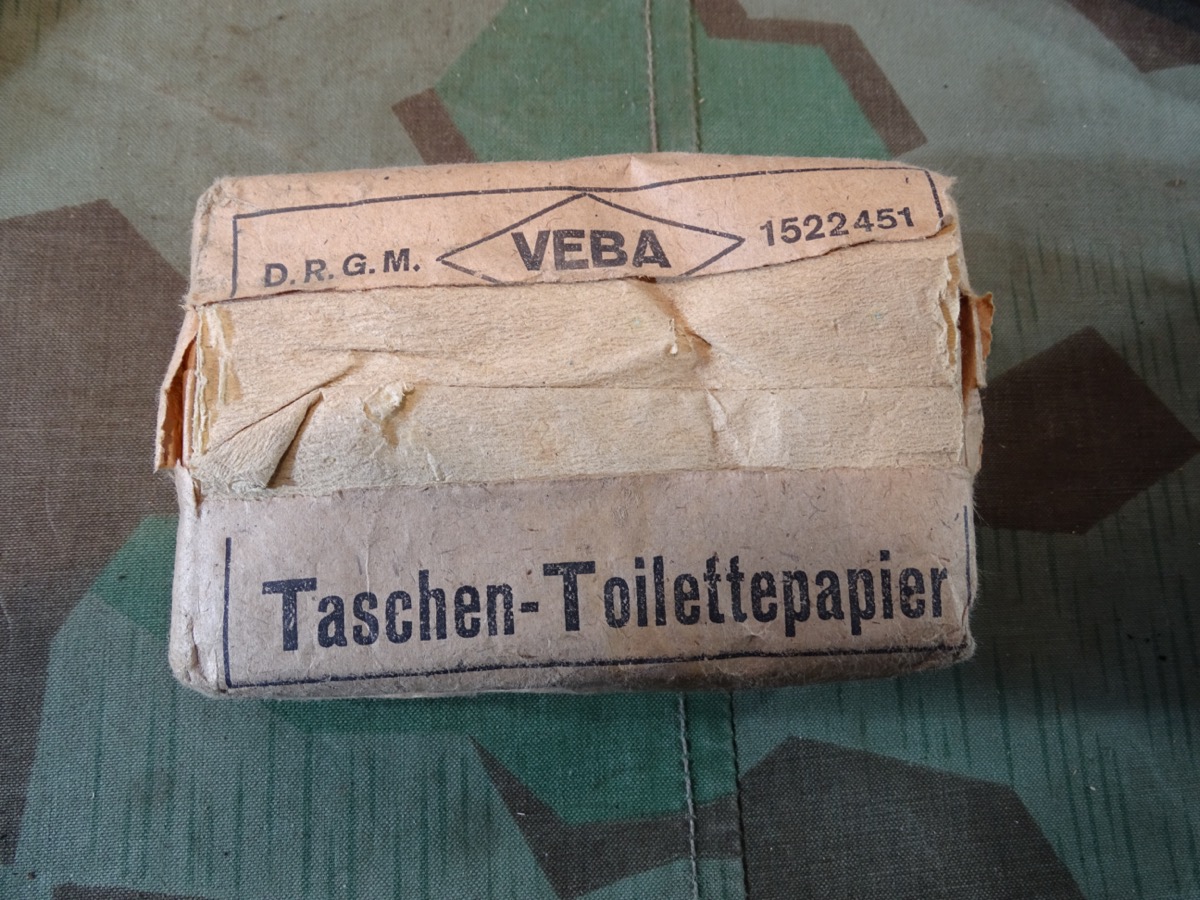 D.R.G.M. VEBA 1522451
Taschen-Toilettepapier